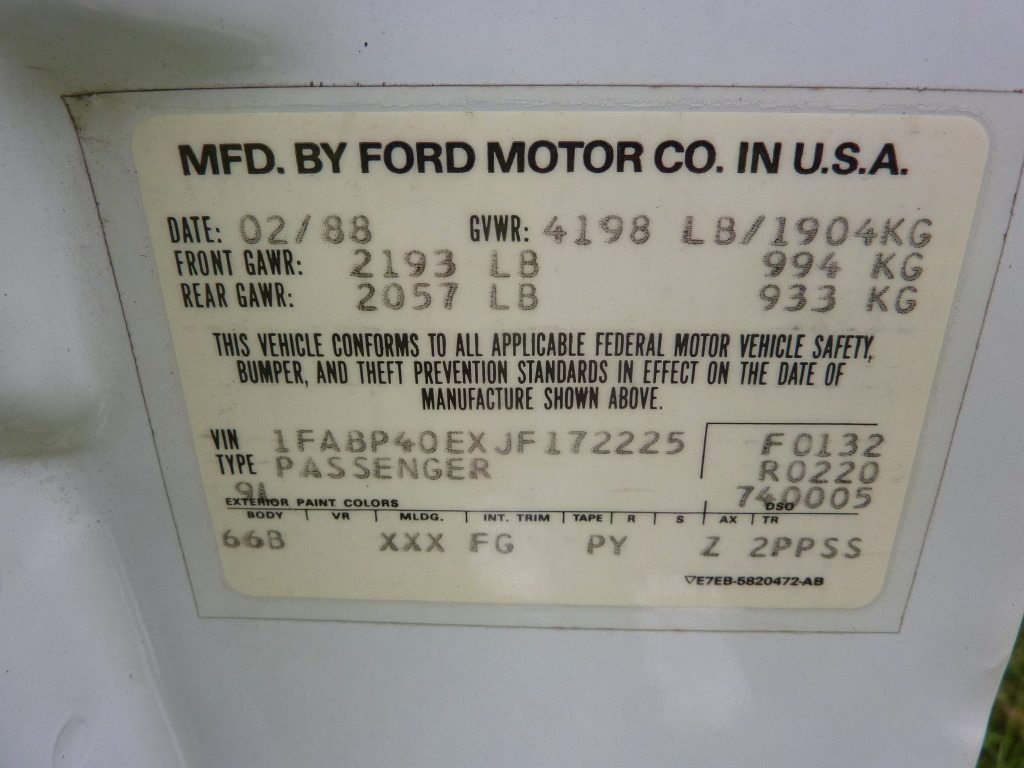 MFD. BY FORD MOTOR CO. IN U.S.A.
DATE: 02/88 GVWR: 4198 LB/1904KG
FRONT GAWR: 2193 LB 994 KG
REAR GAWR: 2057 LB 933 KG
THIS VEHICLE CONFORMS TO ALL APPLICABLE FEDERAL MOTOR VEHICLE SAFETY,
BUMPER, AND THEFT PREVENTION STANDARDS IN EFFECT ON THE DATE OF
MANUFACTURE SHOWN ABOVE.
VIN 1FABP40EXJF172225 F0132
TYPE PASSENGER R0220
9L 740005
EXTERIOR PAINT COLORS DSO
BODY VR MLDG. INT. TRIM TAPE R S AX TR
66B XXX FG PY Z 2PPSS
▽E7EB-5820472-AB